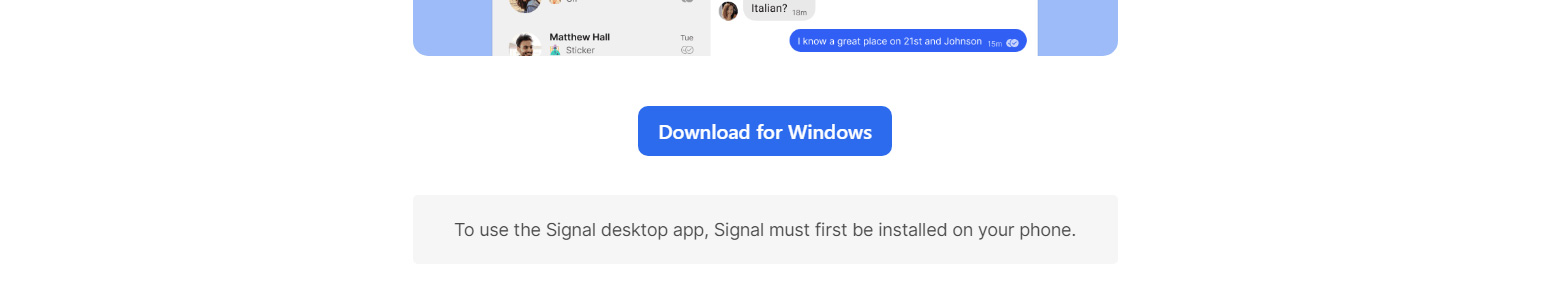 Italian? 18m
Matthew Hall Tue
Sticker
I know a great place on 21st and Johnson 15m
Download for Windows
To use the Signal desktop app, Signal must first be installed on your phone.